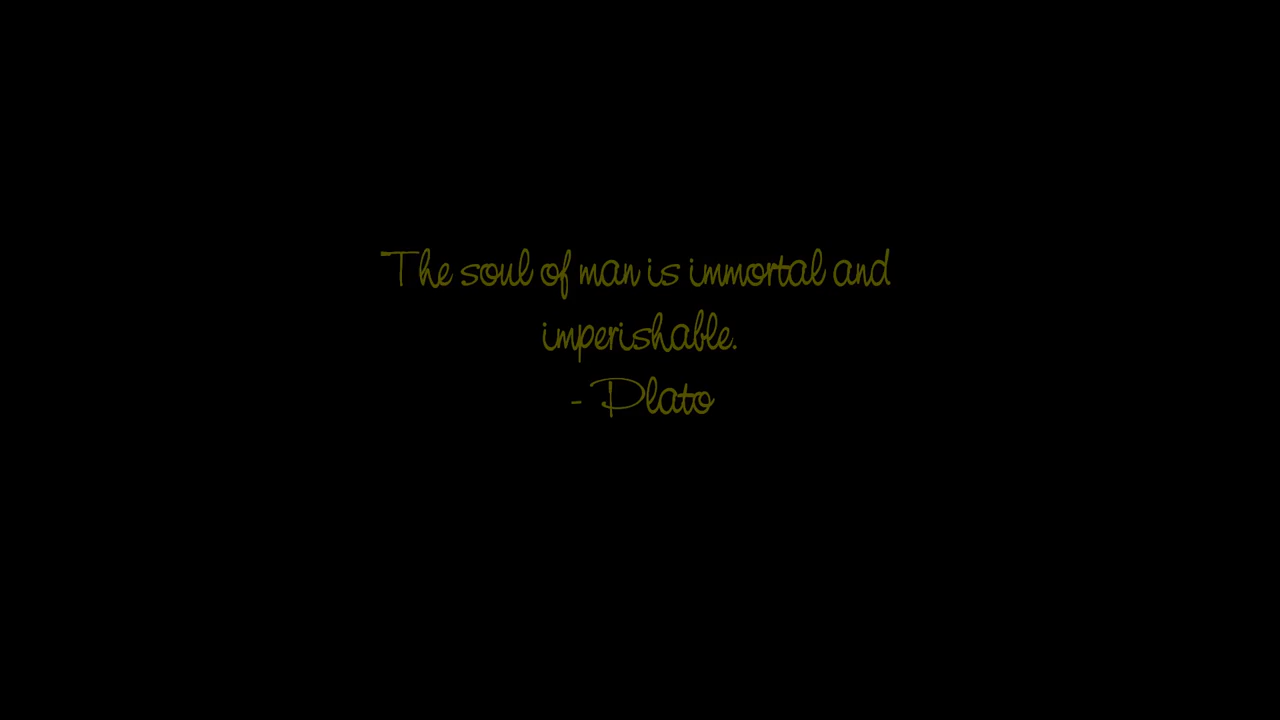 The soul of man is immortal and
imperishable.
- Plato